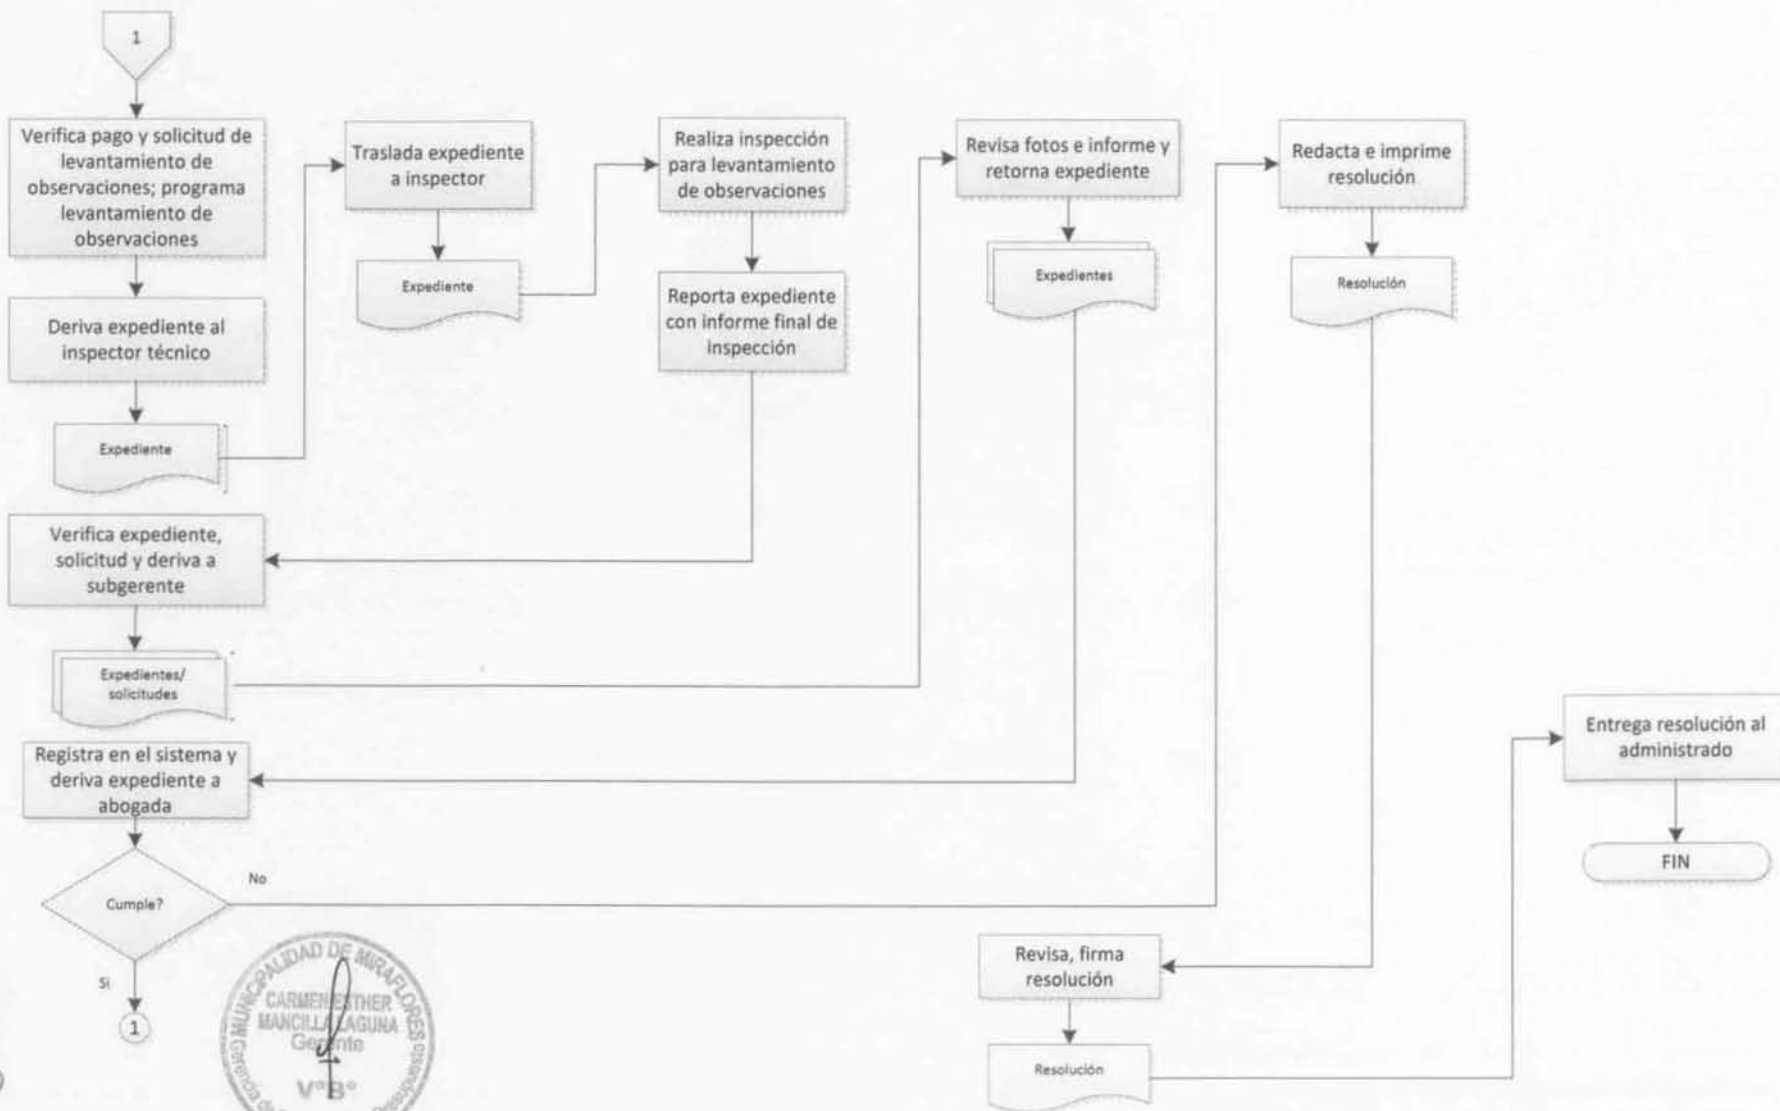 1
Verifica pago y solicitud de
levantamiento de
observaciones; programa
levantamiento de
observaciones
Deriva expediente al
inspector técnico
Expediente
Traslada expediente
a inspector
Expediente
Realiza inspección
para levantamiento
de observaciones
Reporta expediente
con informe final de
inspección
Verifica expediente,
solicitud y deriva a
subgerente
Expedientes/
solicitudes
Revisa fotos e informe y
retorna expediente
Expedientes
Registra en el sistema y
deriva expediente a
abogada
Cumple?
No
Si
1
Redacta e imprime
resolución
Resolución
Revisa, firma
resolución
Resolución
Entrega resolución al
administrado
FIN
MUNICIPALIDAD DE MIRAFLORES
CARMEN ESTHER
MANCILLA LAGUNA
Gerente
V°B°
Gerencia de